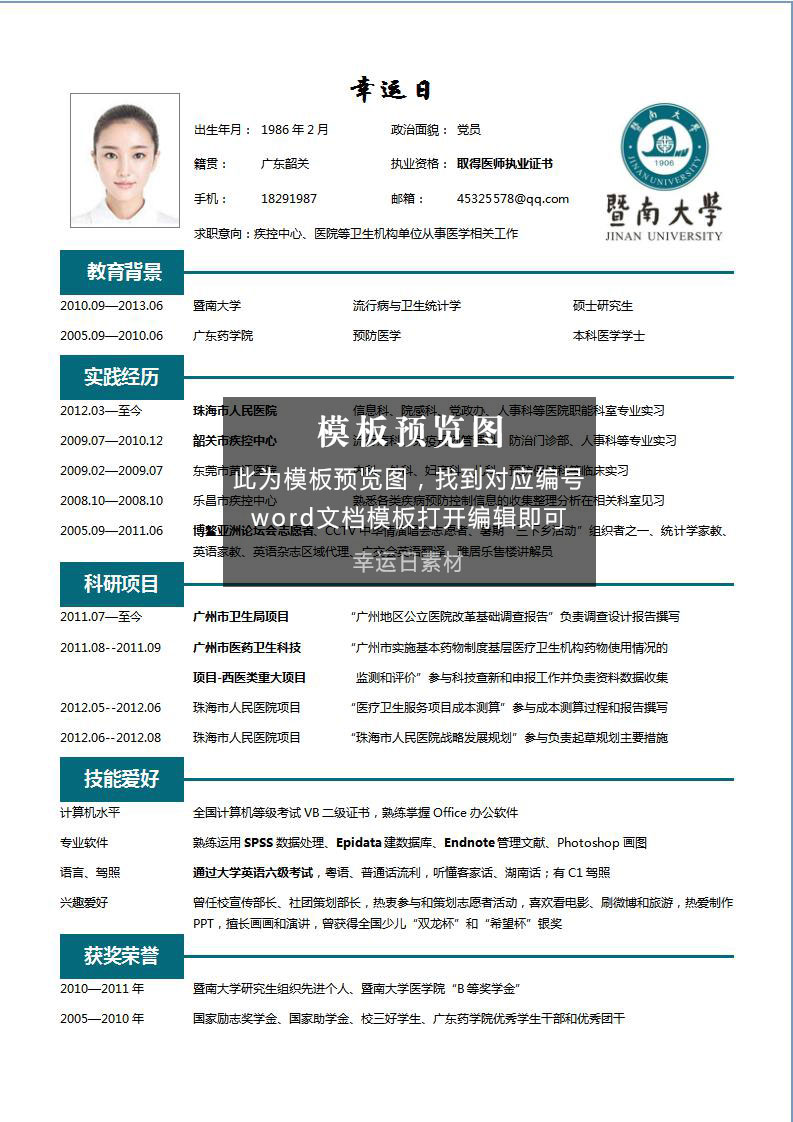 幸运日
出生年月： 1986 年 2 月 政治面貌： 党员
籍贯： 广东韶关 执业资格： 取得医师执业证书
手机： 18291987 邮箱： 45325578@qq.com
求职意向：疾控中心、医院等卫生机构单位从事医学相关工作
暨南大学
JINAN UNIVERSITY
1906
暨南大学
JINAN UNIVERSITY
教育背景
2010.09—2013.06 暨南大学 流行病与卫生统计学 硕士研究生
2005.09—2010.06 广东药学院 预防医学 本科医学学士
实践经历
2012.03—至今 珠海市人民医院 信息科、院感科、党政办、人事科等医院职能科室专业实习
2009.07—2010.12 韶关市疾控中心 防治门诊部、人事科等专业实习
2009.02—2009.07 东莞市 临床实习
2008.10—2008.10 乐昌市疾控中心 熟悉各类疾病预防控制信息的收集整理分析在相关科室见习
2005.09—2011.06 博鳌亚洲论坛会志愿者、CCTV 中华情演唱会志愿者、暑期“三下乡活动”组织者之一、统计学家教、
英语家教、英语杂志区域代理、广交会英语翻译、雅居乐售楼讲解员
模板预览图
此为模板预览图，找到对应编号
word文档模板打开编辑即可
幸运日素材
科研项目
2011.07—至今 广州市卫生局项目 “广州地区公立医院改革基础调查报告”负责调查设计报告撰写
2011.08--2011.09 广州市医药卫生科技 “广州市实施基本药物制度基层医疗卫生机构药物使用情况的
项目-西医类重大项目 监测和评价”参与科技查新和申报工作并负责资料数据收集
2012.05--2012.06 珠海市人民医院项目 “医疗卫生服务项目成本测算”参与成本测算过程和报告撰写
2012.06--2012.08 珠海市人民医院项目 “珠海市人民医院战略发展规划”参与负责起草规划主要措施
技能爱好
计算机水平 全国计算机等级考试 VB 二级证书，熟练掌握 Office 办公软件
专业软件 熟练运用 SPSS 数据处理、Epidata 建数据库、Endnote 管理文献、Photoshop 画图
语言、驾照 通过大学英语六级考试，粤语、普通话流利，听懂客家话、湖南话；有 C1 驾照
兴趣爱好 曾任校宣传部长、社团策划部长，热衷参与和策划志愿者活动，喜欢看电影、刷微博和旅游，热爱制作
PPT，擅长画画和演讲，曾获得全国少儿“双龙杯”和“希望杯”银奖
获奖荣誉
2010—2011 年 暨南大学研究生组织先进个人、暨南大学医学院“B 等奖学金”
2005—2010 年 国家励志奖学金、国家助学金、校三好学生、广东药学院优秀学生干部和优秀团干